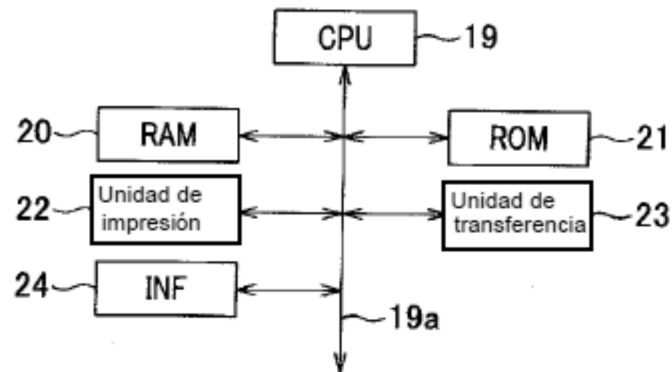 CPU 19
20 RAM ROM 21
22 Unidad de impresión Unidad de transferencia 23
24 INF
19a